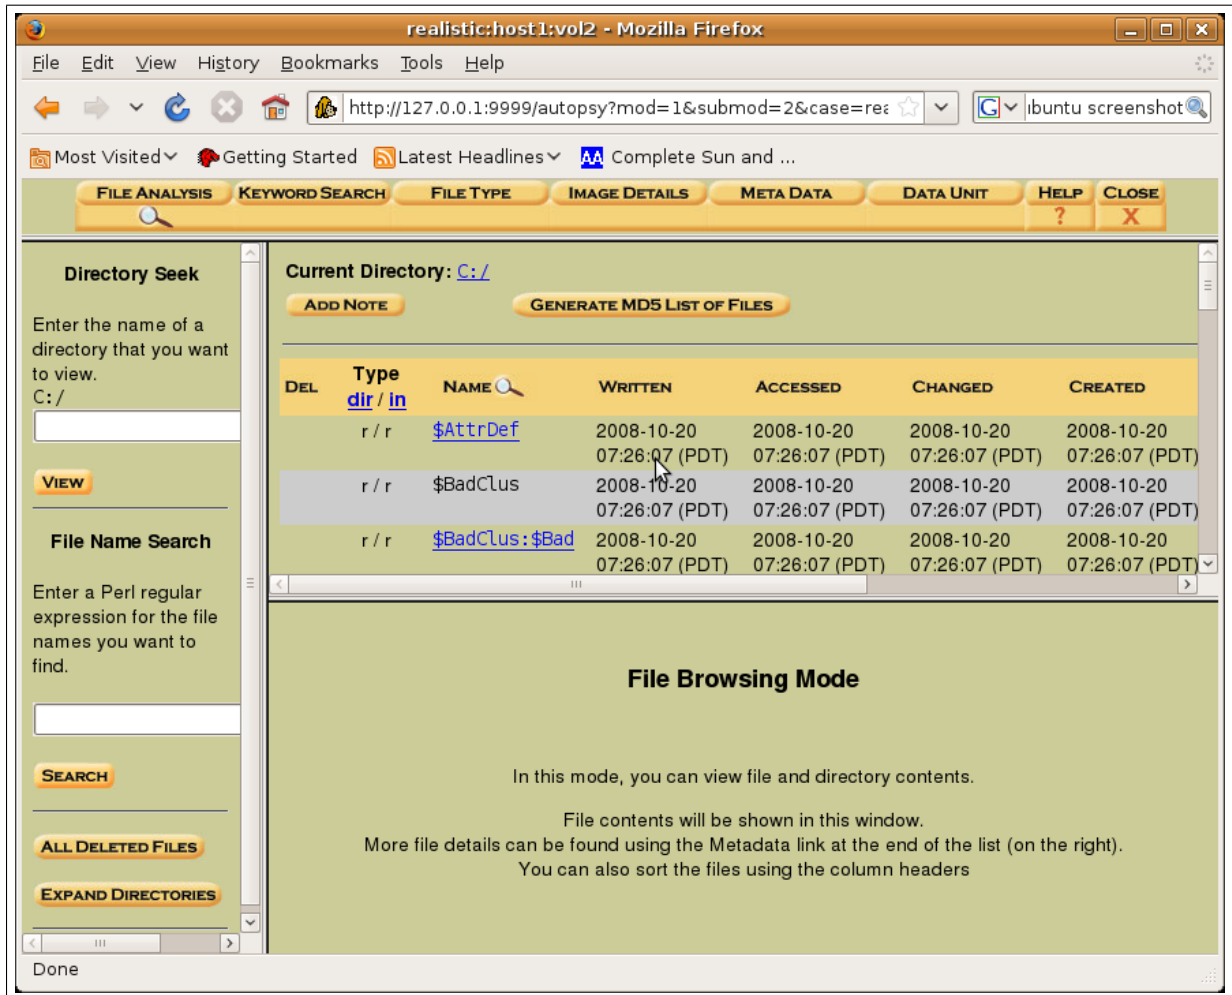 realistic:host1:vol2 - Mozilla Firefox
File Edit View History Bookmarks Tools Help
http://127.0.0.1:9999/autopsy?mod=1&submod=2&case=rea
G
ubuntu screenshot
Most Visited Getting Started Latest Headlines AA Complete Sun and ...
FILE ANALYSIS KEYWORD SEARCH FILE TYPE IMAGE DETAILS META DATA DATA UNIT HELP CLOSE
? X
Directory Seek
Enter the name of a
directory that you want
to view.
C:/
VIEW
File Name Search
Enter a Perl regular
expression for the file
names you want to
find.
SEARCH
ALL DELETED FILES
EXPAND DIRECTORIES
Current Directory: C:/
ADD NOTE GENERATE MD5 LIST OF FILES
DEL Type NAME WRITTEN ACCESSED CHANGED CREATED
dir / in
r / r $AttrDef 2008-10-20 2008-10-20 2008-10-20 2008-10-20
07:26:07 (PDT) 07:26:07 (PDT) 07:26:07 (PDT) 07:26:07 (PDT)
r / r $BadClus 2008-10-20 2008-10-20 2008-10-20 2008-10-20
07:26:07 (PDT) 07:26:07 (PDT) 07:26:07 (PDT) 07:26:07 (PDT)
r / r $BadClus:$Bad 2008-10-20 2008-10-20 2008-10-20 2008-10-20
07:26:07 (PDT) 07:26:07 (PDT) 07:26:07 (PDT) 07:26:07 (PDT)
File Browsing Mode
In this mode, you can view file and directory contents.
File contents will be shown in this window.
More file details can be found using the Metadata link at the end of the list (on the right).
You can also sort the files using the column headers
Done